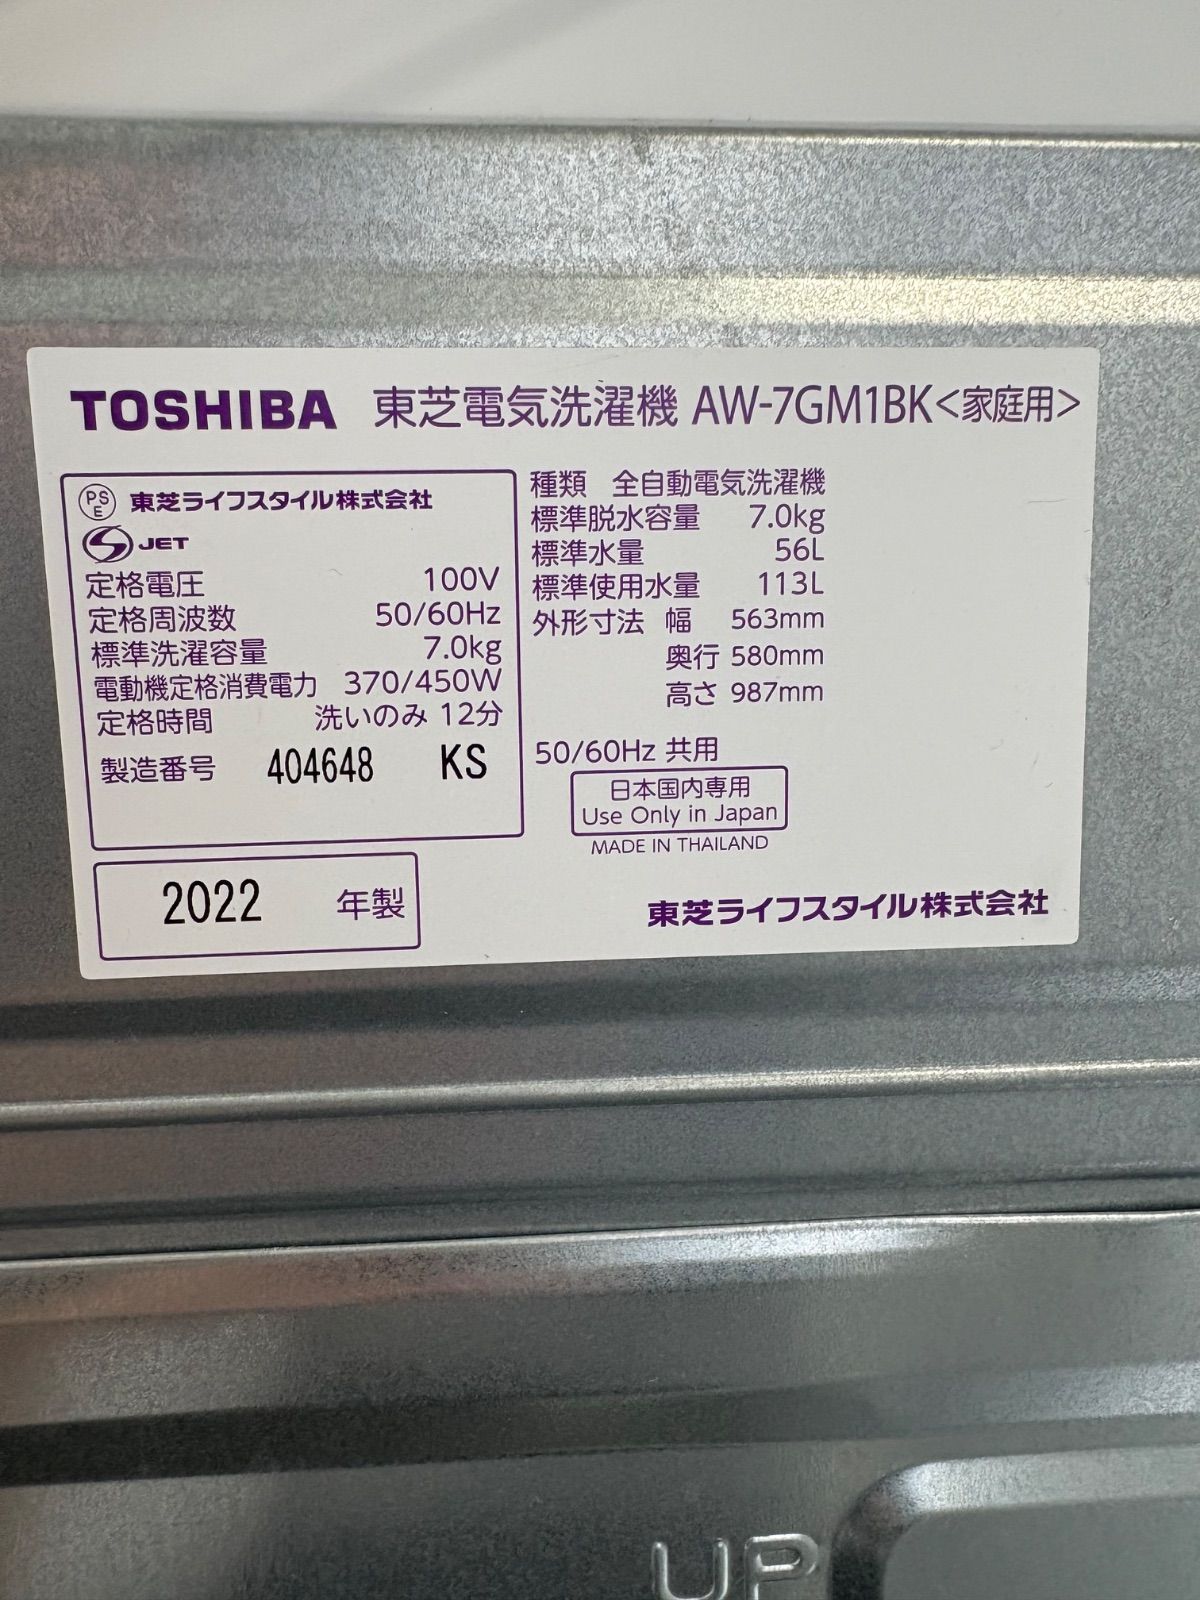 TOSHIBA 東芝電気洗濯機 AW-7GM1BK<家庭用>
PSE 東芝ライフスタイル株式会社
JET
定格電圧 100V
定格周波数 50/60Hz
標準洗濯容量 7.0kg
電動機定格消費電力 370/450W
定格時間 洗いのみ 12分
製造番号 404648 KS
2022 年製
種類 全自動電気洗濯機
標準脱水容量 7.0kg
標準水量 56L
標準使用水量 113L
外形寸法 幅 563mm
奥行 580mm
高さ 987mm
50/60Hz 共用
日本国内専用
Use Only in Japan
MADE IN THAILAND
東芝ライフスタイル株式会社
UP